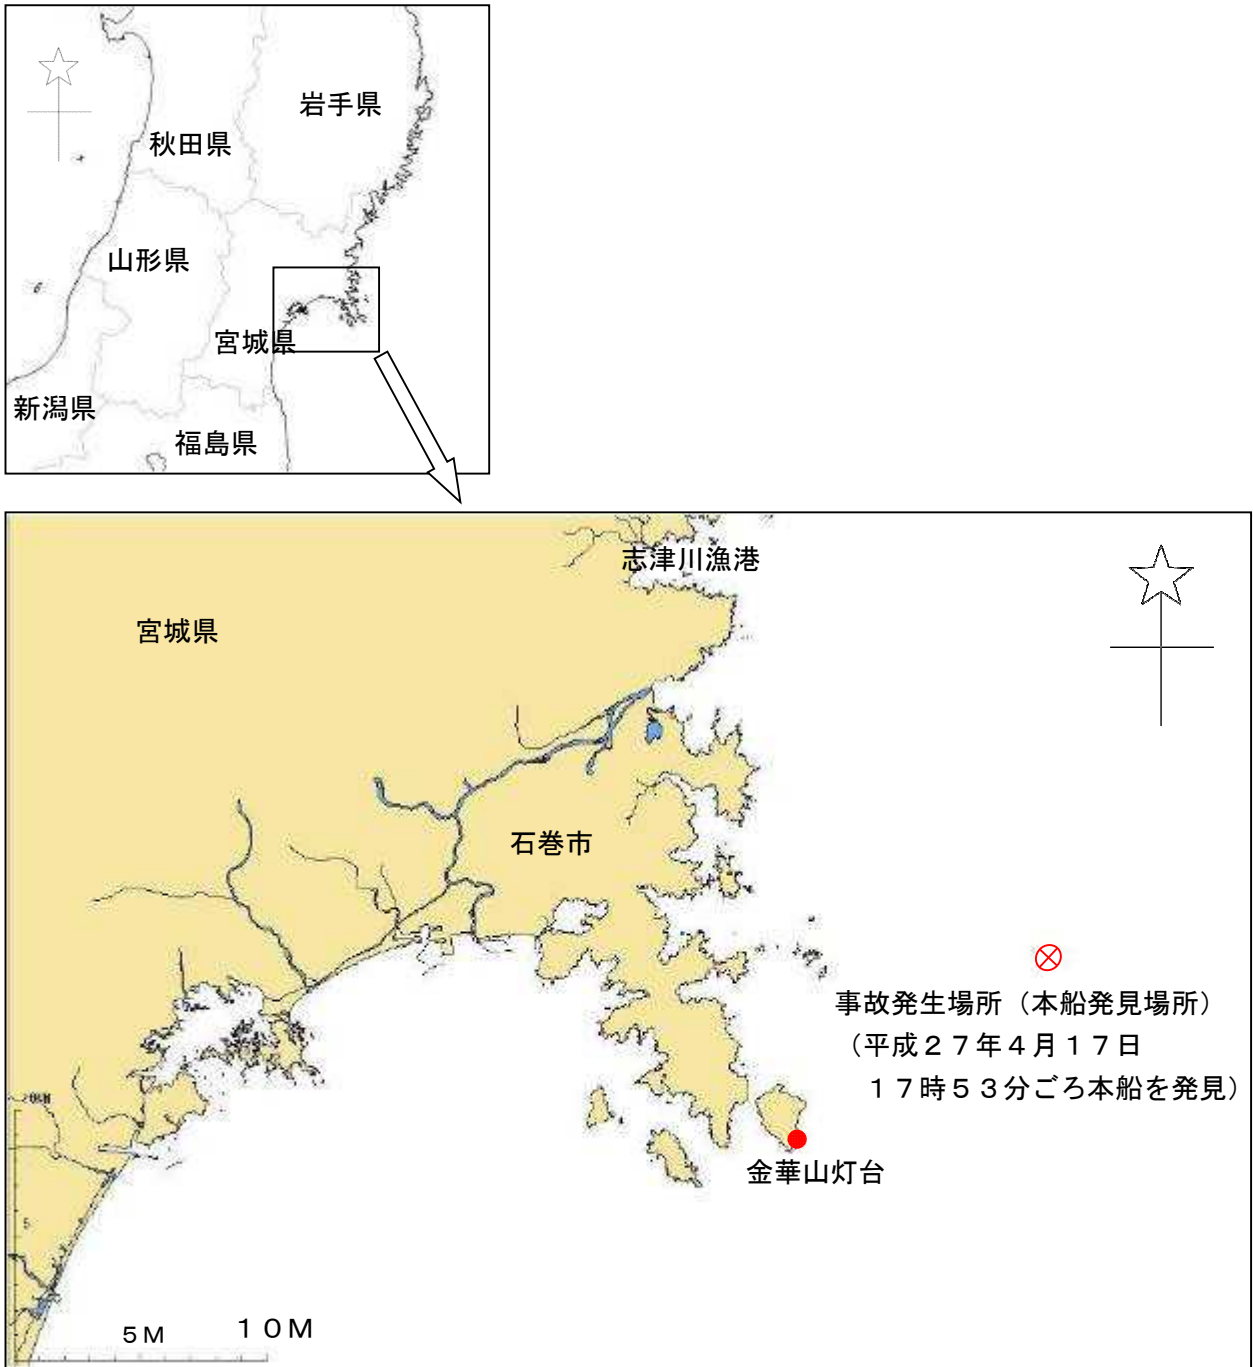 岩手県
秋田県
山形県
宮城県
新潟県
福島県
志津川漁港
宮城県
石巻市
事故発生場所（本船発見場所）
（平成２７年４月１７日
１７時５３分ごろ本船を発見）
金華山灯台
５Ｍ
１０Ｍ